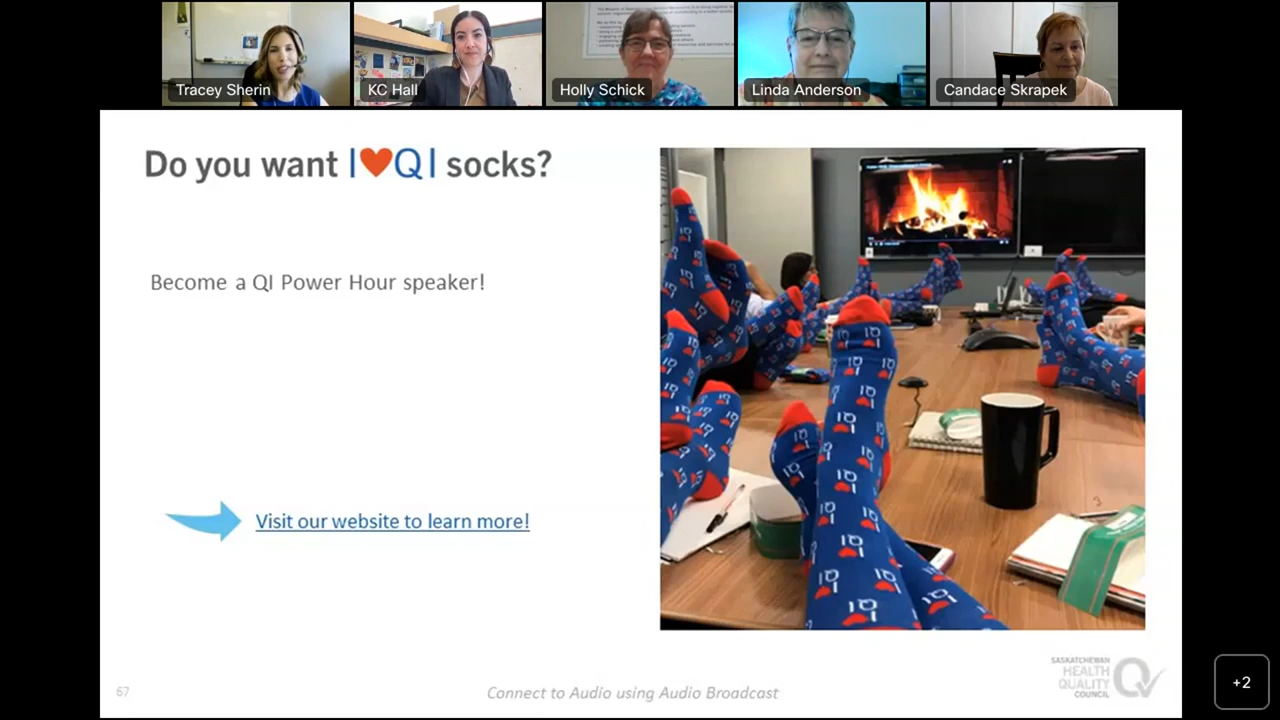 Tracey Sherin
KC Hall
Holly Schick
Linda Anderson
Candace Skrapek
Do you want I❤QI socks?
Become a QI Power Hour speaker!
Visit our website to learn more!
67
Connect to Audio using Audio Broadcast
SASKATCHEWAN
HEALTH
QUALITY
COUNCIL
+2